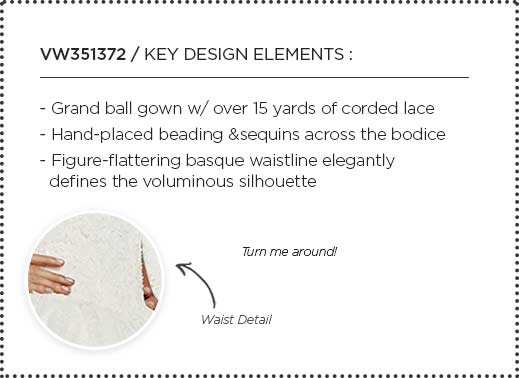 VW351372 / KEY DESIGN ELEMENTS :
- Grand ball gown w/ over 15 yards of corded lace
- Hand-placed beading &sequins across the bodice
- Figure-flattering basque waistline elegantly
defines the voluminous silhouette
Turn me around!
Waist Detail